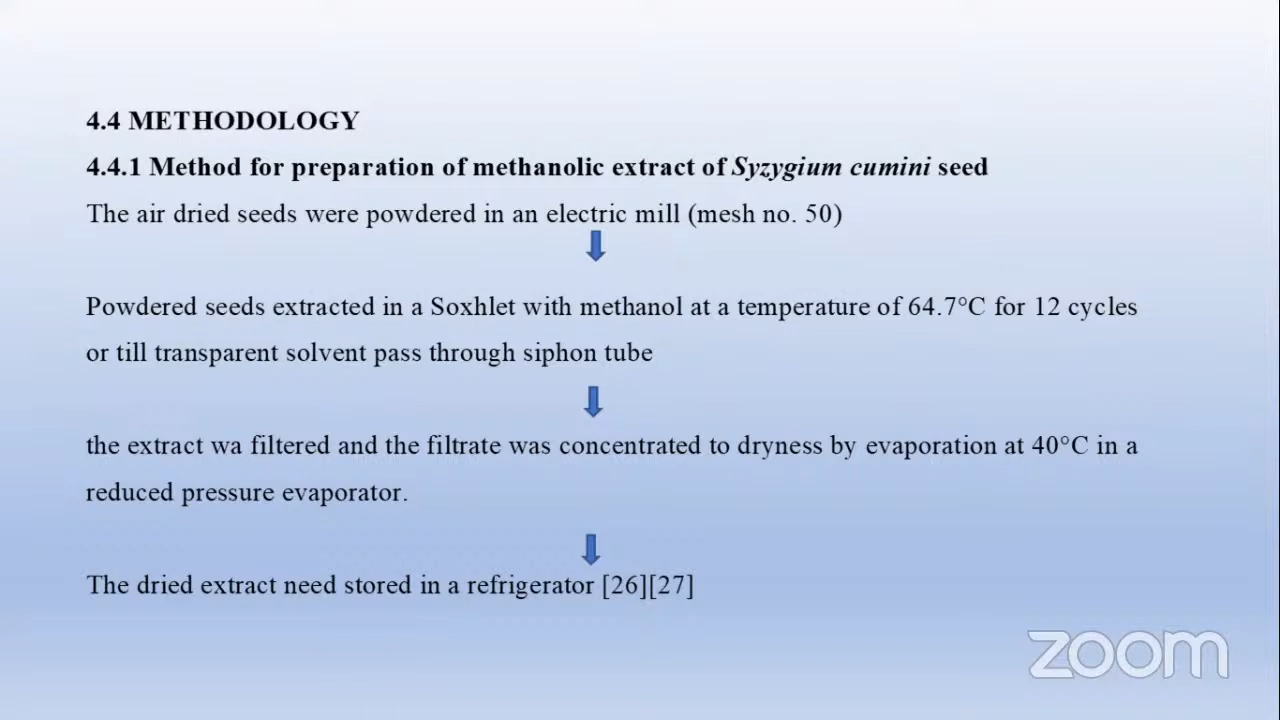 4.4 METHODOLOGY
4.4.1 Method for preparation of methanolic extract of Syzygium cumini seed
The air dried seeds were powdered in an electric mill (mesh no. 50)
Powdered seeds extracted in a Soxhlet with methanol at a temperature of 64.7°C for 12 cycles
or till transparent solvent pass through siphon tube
the extract wa filtered and the filtrate was concentrated to dryness by evaporation at 40°C in a
reduced pressure evaporator.
The dried extract need stored in a refrigerator [26][27]
zoom